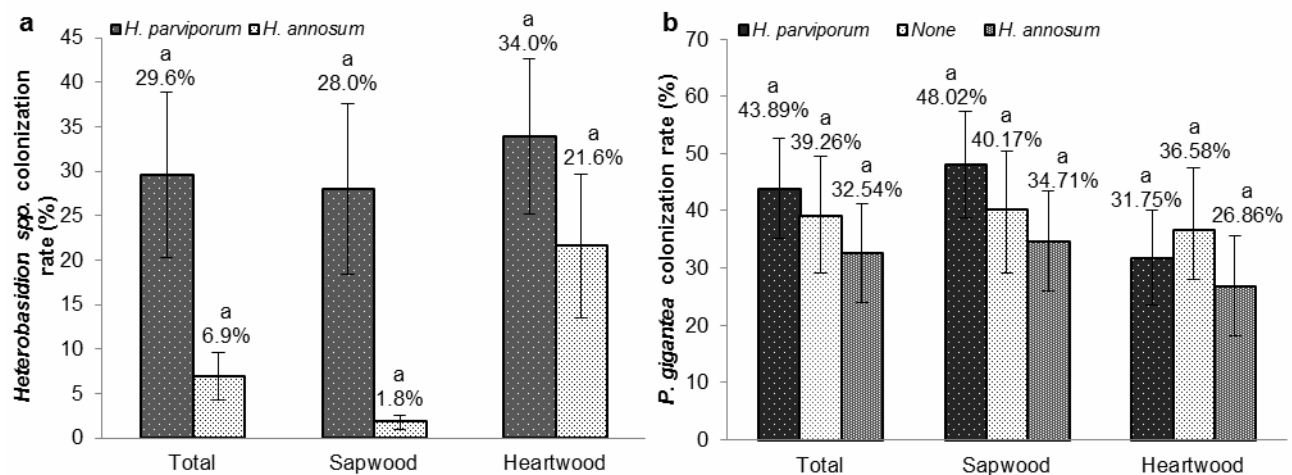 a
H. parviporum
H. annosum
Heterobasidion spp. colonization
rate (%)
45
40
35
30
25
20
15
10
5
0
a
29.6%
a
6.9%
a
28.0%
a
1.8%
a
34.0%
a
21.6%
Total
Sapwood
Heartwood
b
H. parviporum
None
H. annosum
P. gigantea colonization rate (%)
70
60
50
40
30
20
10
0
a
43.89%
a
39.26%
a
32.54%
a
48.02%
a
40.17%
a
34.71%
a
31.75%
a
36.58%
a
26.86%
Total
Sapwood
Heartwood